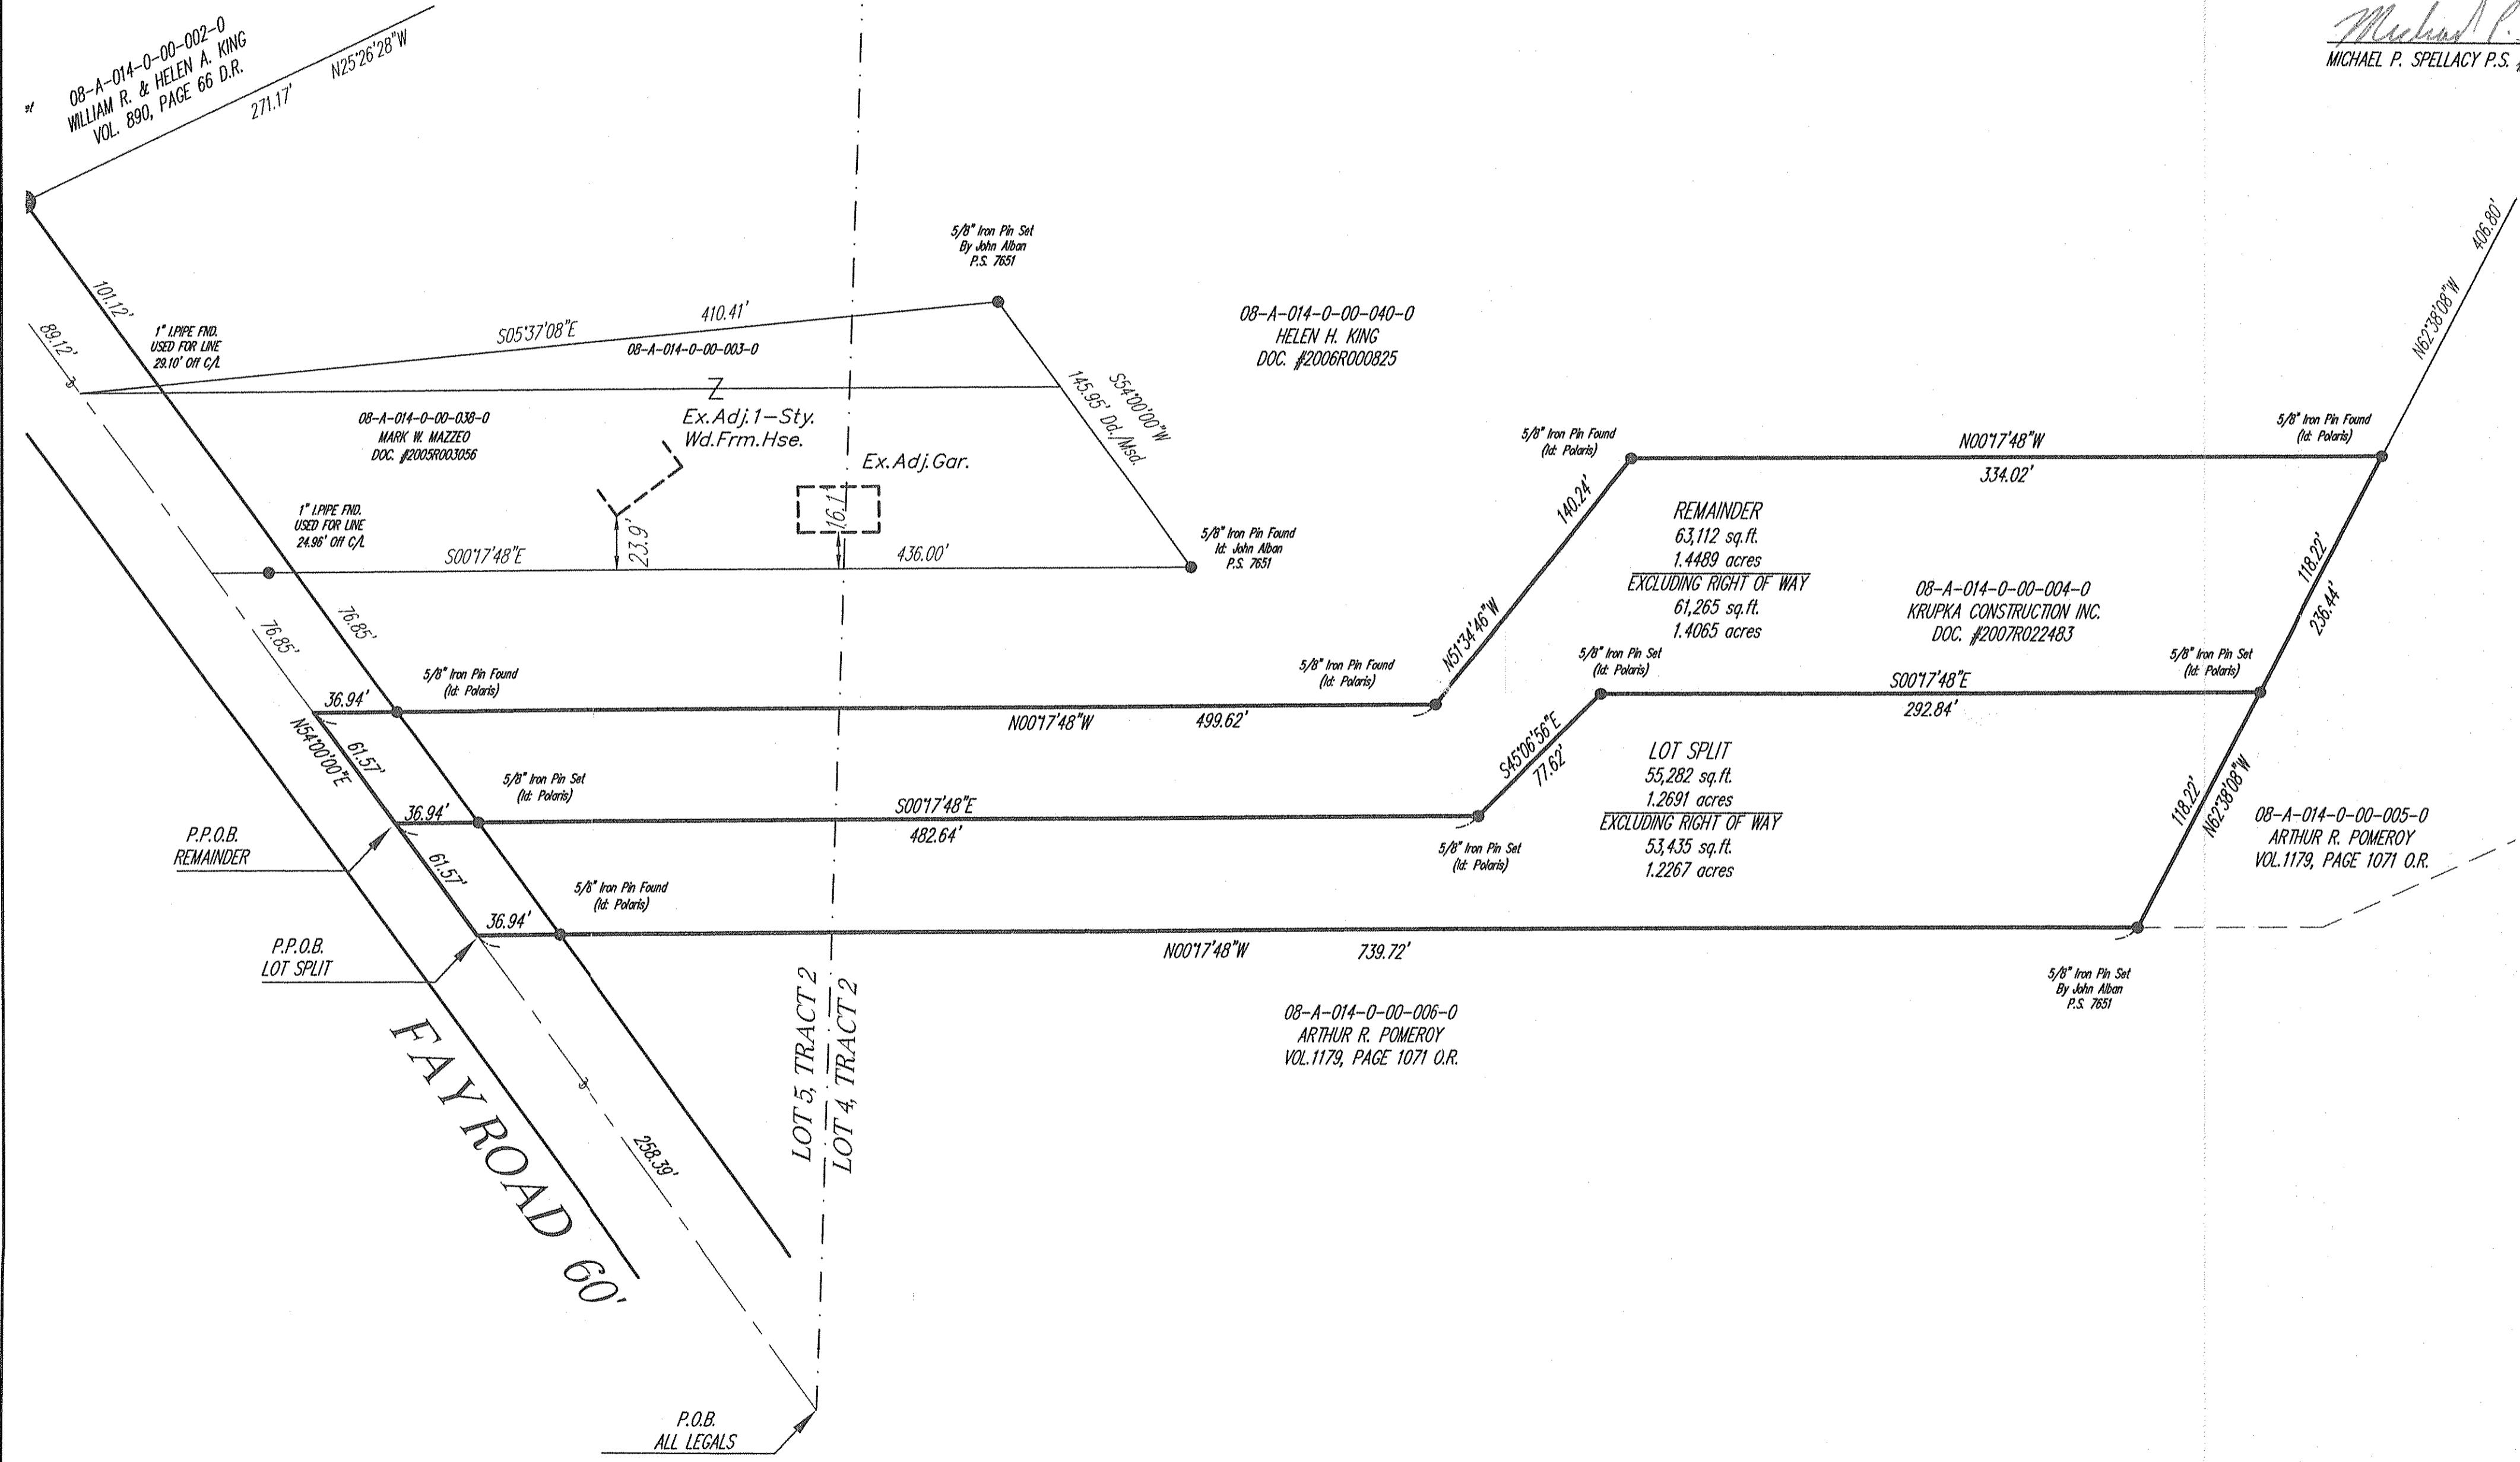 MICHAEL P. SPELLACY P.S.
08-A-014-0-00-002-0
WILLIAM R. & HELEN A. KING
VOL. 890, PAGE 66 D.R.
N25°26'28"W
271.17'
101.12'
89.12'
1" I.PIPE FND.
USED FOR LINE
29.10' Off C/L
S05°37'08"E
410.41'
08-A-014-0-00-003-0
5/8" Iron Pin Set
By John Alban
P.S. 7651
08-A-014-0-00-040-0
HELEN H. KING
DOC. #2006R000825
Z
08-A-014-0-00-038-0
MARK W. MAZZEO
DOC. #2005R003056
Ex.Adj.1-Sty.
Wd.Frm.Hse.
Ex.Adj.Gar.
S54°00'00"W
145.95' Dd./Msd.
16.1'
23.9'
1" I.PIPE FND.
USED FOR LINE
24.96' Off C/L
S00°17'48"E
436.00'
5/8" Iron Pin Found
Id: John Alban
P.S. 7651
406.80'
N62°38'08"W
5/8" Iron Pin Found
(Id: Polaris)
N00°17'48"W
334.02'
5/8" Iron Pin Found
(Id: Polaris)
140.24'
N51°34'46"W
REMAINDER
63,112 sq.ft.
1.4489 acres
EXCLUDING RIGHT OF WAY
61,265 sq.ft.
1.4065 acres
08-A-014-0-00-004-0
KRUPKA CONSTRUCTION INC.
DOC. #2007R022483
118.22'
236.44'
76.85'
76.85'
5/8" Iron Pin Found
(Id: Polaris)
5/8" Iron Pin Found
(Id: Polaris)
5/8" Iron Pin Set
(Id: Polaris)
5/8" Iron Pin Set
(Id: Polaris)
36.94'
N00°17'48"W
499.62'
S00°17'48"E
292.84'
N54°00'00"E
61.57'
5/8" Iron Pin Set
(Id: Polaris)
36.94'
S00°17'48"E
482.64'
S45°06'56"E
77.62'
5/8" Iron Pin Set
(Id: Polaris)
LOT SPLIT
55,282 sq.ft.
1.2691 acres
EXCLUDING RIGHT OF WAY
53,435 sq.ft.
1.2267 acres
118.22'
N62°38'08"W
08-A-014-0-00-005-0
ARTHUR R. POMEROY
VOL.1179, PAGE 1071 O.R.
P.P.O.B.
REMAINDER
61.57'
5/8" Iron Pin Found
(Id: Polaris)
36.94'
N00°17'48"W
739.72'
P.P.O.B.
LOT SPLIT
5/8" Iron Pin Set
By John Alban
P.S. 7651
08-A-014-0-00-006-0
ARTHUR R. POMEROY
VOL.1179, PAGE 1071 O.R.
LOT 5, TRACT 2
LOT 4, TRACT 2
FAY ROAD 60'
258.39'
P.O.B.
ALL LEGALS